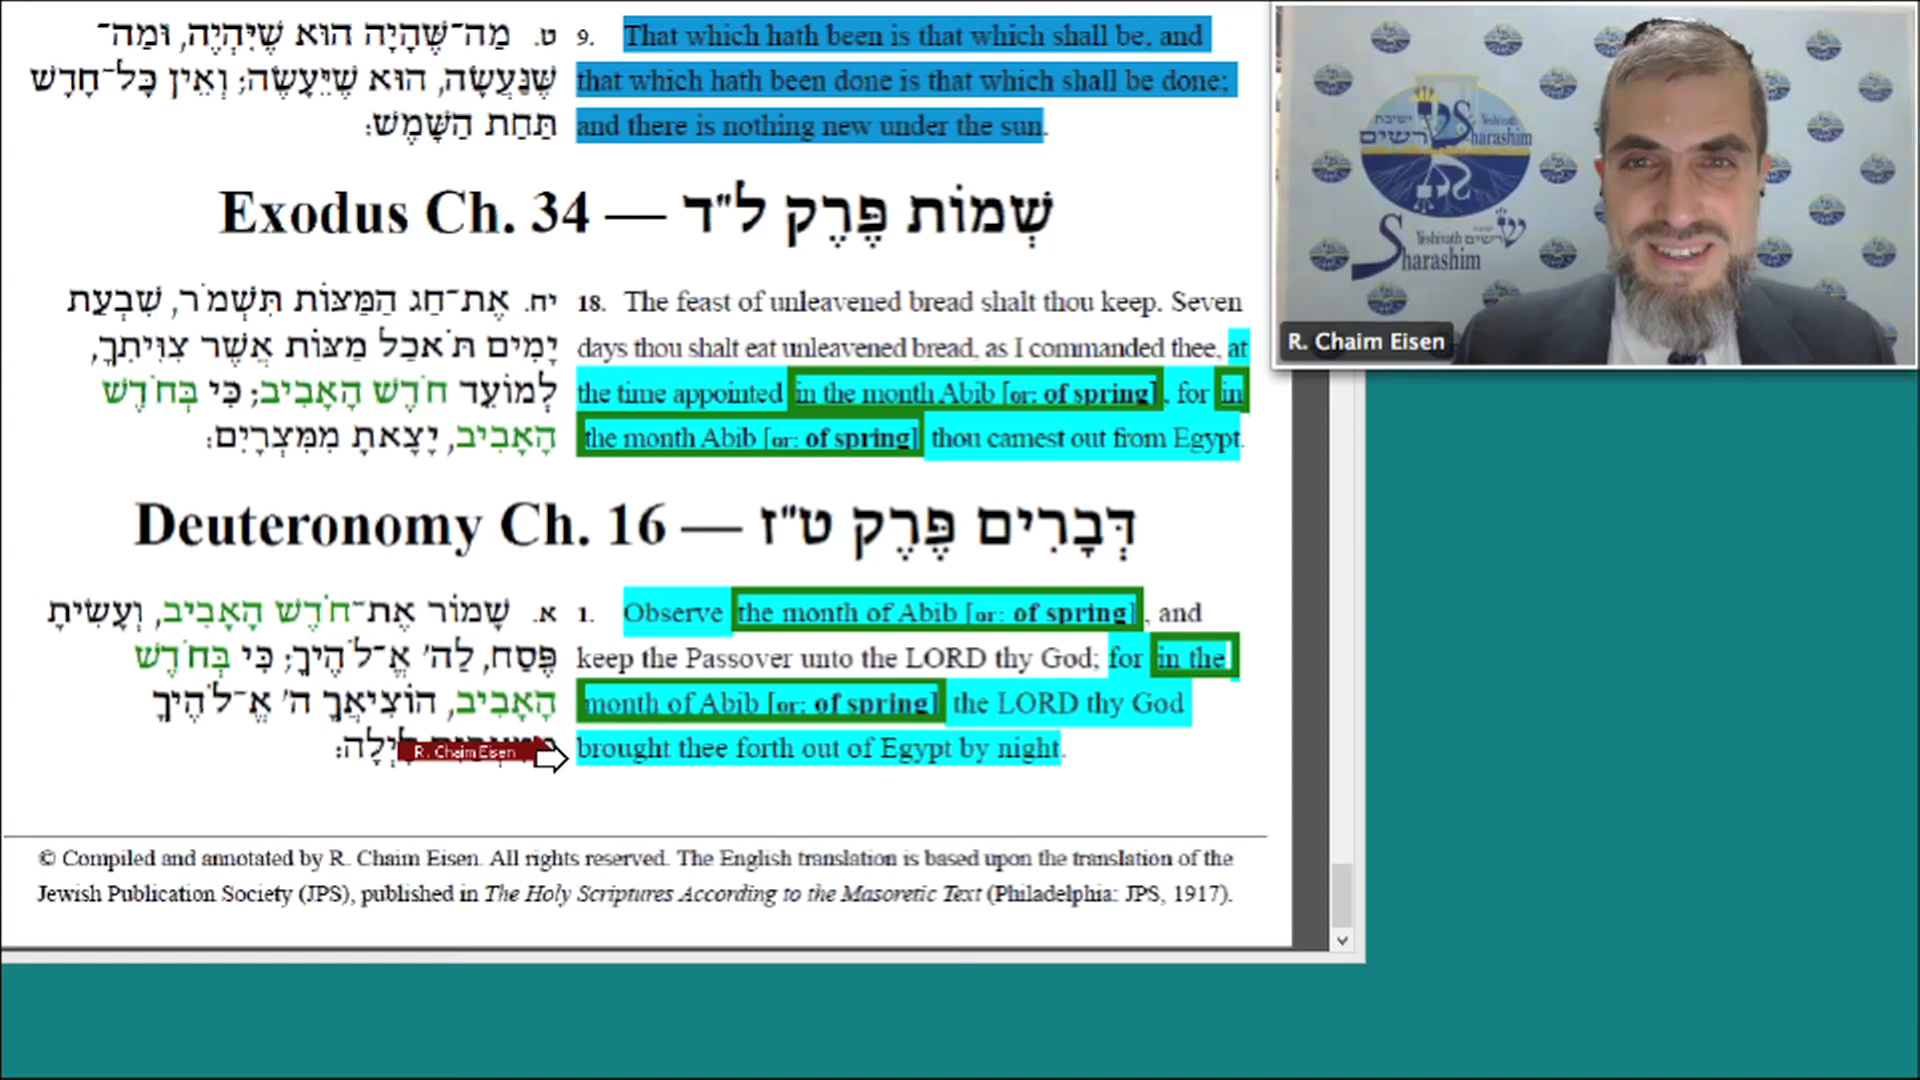 ט. מַה־שֶּׁהָיָה הוּא שֶׁיִּהְיֶה, וּמַה־
שֶּׁנַּעֲשָׂה, הוּא שֶׁיֵּעָשֶׂה; וְאֵין כָּל־חָדָשׁ
תַּחַת הַשָּׁמֶשׁ:
9. That which hath been is that which shall be, and
that which hath been done is that which shall be done;
and there is nothing new under the sun.
Exodus Ch. 34 — שְׁמוֹת פֶּרֶק ל"ד
יח. אֶת־חַג הַמַּצּוֹת תִּשְׁמֹר, שִׁבְעַת
יָמִים תֹּאכַל מַצּוֹת אֲשֶׁר צִוִּיתִךָ,
לְמוֹעֵד חֹדֶשׁ הָאָבִיב; כִּי בְּחֹדֶשׁ
הָאָבִיב, יָצָאתָ מִמִּצְרָיִם:
18. The feast of unleavened bread shalt thou keep. Seven
days thou shalt eat unleavened bread, as I commanded thee, at
the time appointed in the month Abib [or: of spring], for in
the month Abib [or: of spring] thou camest out from Egypt.
Deuteronomy Ch. 16 — דְּבָרִים פֶּרֶק ט"ז
א. שָׁמוֹר אֶת־חֹדֶשׁ הָאָבִיב, וְעָשִׂיתָ
פֶּסַח, לַה' אֱ־לֹהֶיךָ; כִּי בְּחֹדֶשׁ
הָאָבִיב, הוֹצִיאֲךָ ה' אֱ־לֹהֶיךָ
לָיְלָה:
1. Observe the month of Abib [or: of spring], and
keep the Passover unto the LORD thy God; for in the
month of Abib [or: of spring] the LORD thy God
brought thee forth out of Egypt by night.
R. Chaim Eisen
© Compiled and annotated by R. Chaim Eisen. All rights reserved. The English translation is based upon the translation of the
Jewish Publication Society (JPS), published in The Holy Scriptures According to the Masoretic Text (Philadelphia: JPS, 1917).
ישיבת שרשים
Yeshivath Sharashim
Yeshivath ישיבת שרשים
Sharashim
R. Chaim Eisen